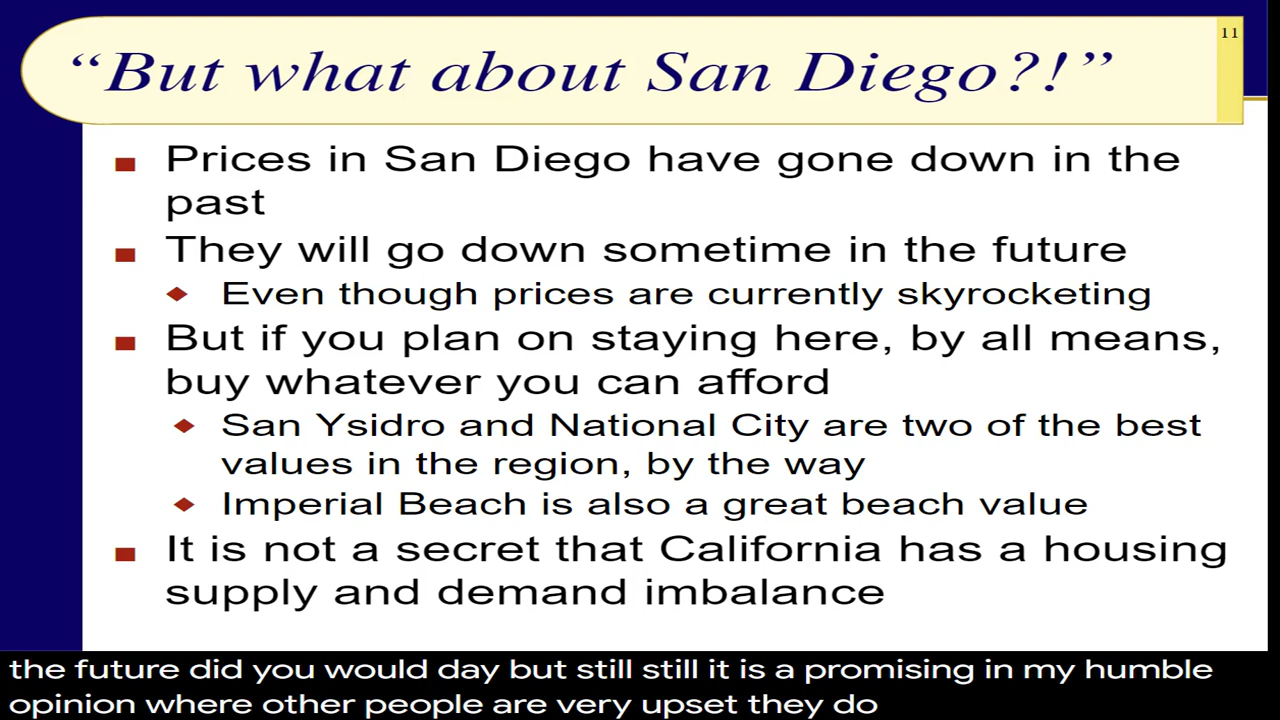 11
“But what about San Diego?!”
Prices in San Diego have gone down in the
past
They will go down sometime in the future
Even though prices are currently skyrocketing
But if you plan on staying here, by all means,
buy whatever you can afford
San Ysidro and National City are two of the best
values in the region, by the way
Imperial Beach is also a great beach value
It is not a secret that California has a housing
supply and demand imbalance
the future did you would day but still still it is a promising in my humble
opinion where other people are very upset they do